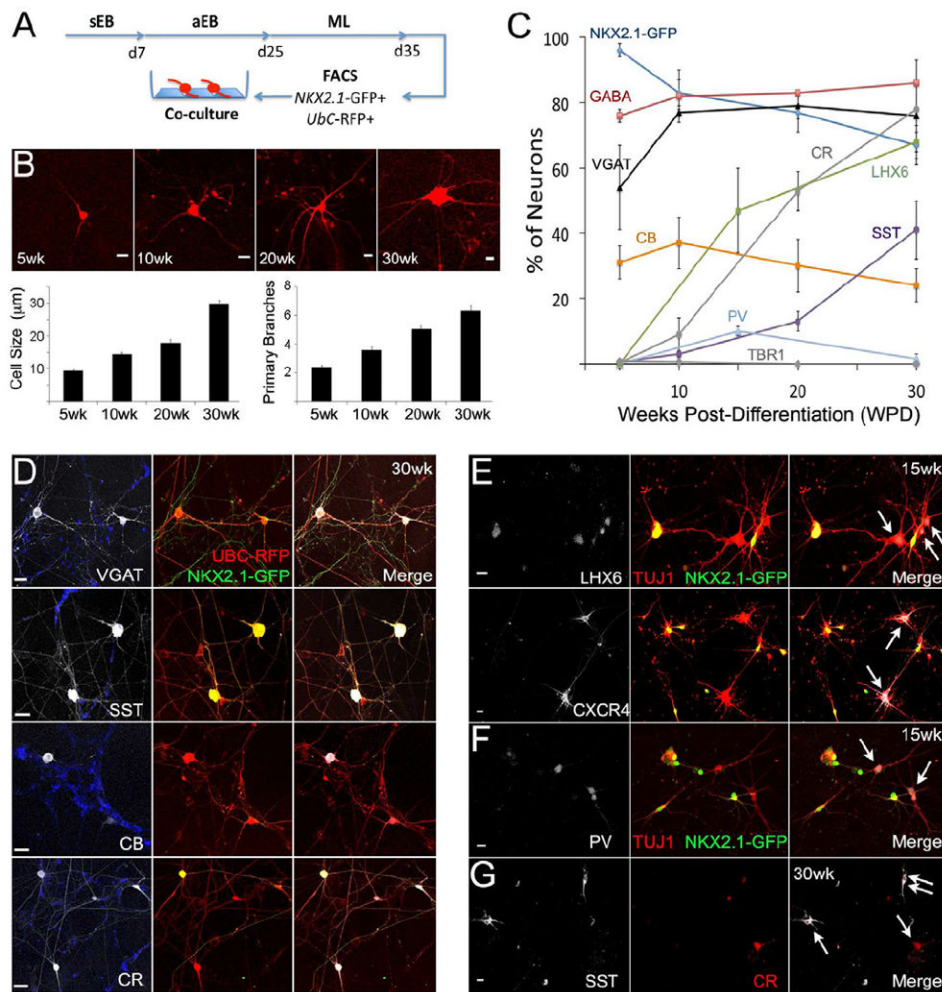 A
sEB aEB ML
d7 d25 d35
FACS
NKX2.1-GFP+
UbC-RFP+
Co-culture
B
5wk 10wk 20wk 30wk
Cell Size (μm)
30
20
10
5wk 10wk 20wk 30wk
Primary Branches
8
6
4
2
5wk 10wk 20wk 30wk
C
% of Neurons
100
80
60
40
20
NKX2.1-GFP
GABA
VGAT
CR
LHX6
SST
CB
PV
TBR1
10 20 30
Weeks Post-Differentiation (WPD)
D
30wk
VGAT
UBC-RFP
NKX2.1-GFP
Merge
SST
CB
CR
E
15wk
LHX6 TUJ1 NKX2.1-GFP Merge
CXCR4
F
15wk
PV TUJ1 NKX2.1-GFP Merge
G
30wk
SST CR Merge